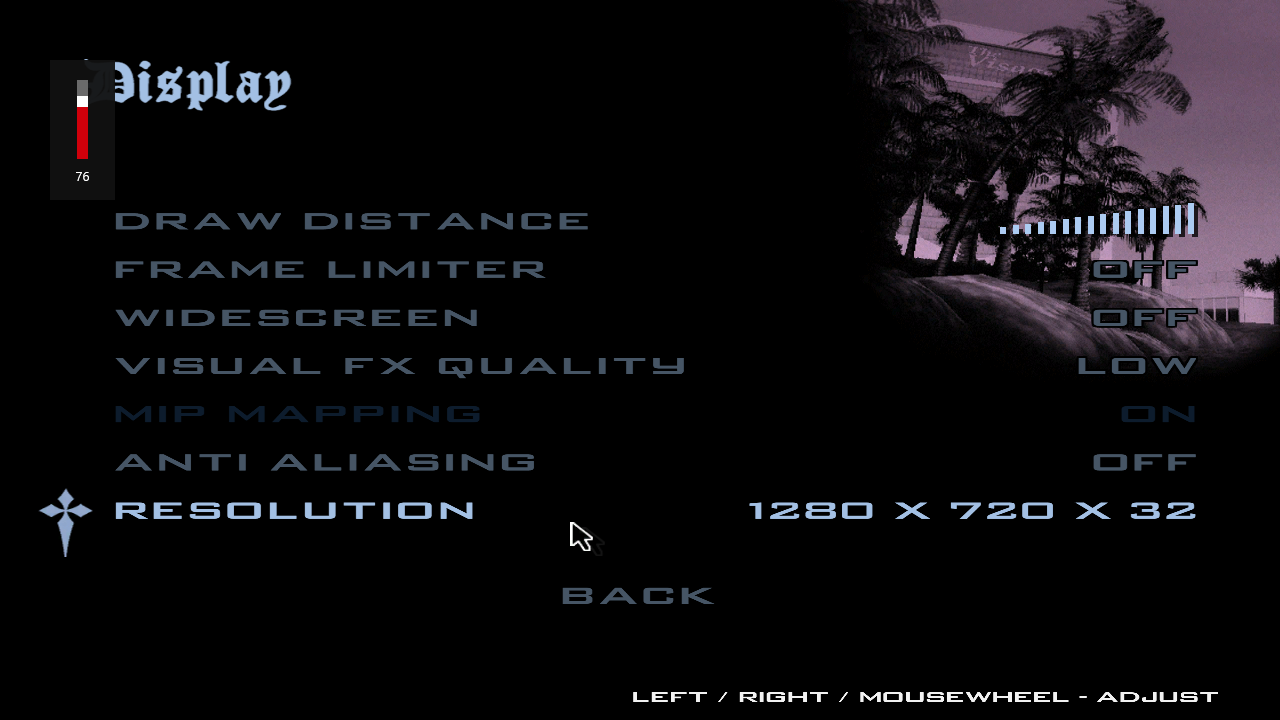 Display
76
DRAW DISTANCE
FRAME LIMITER OFF
WIDESCREEN OFF
VISUAL FX QUALITY LOW
MIP MAPPING ON
ANTI ALIASING OFF
RESOLUTION 1280 X 720 X 32
BACK
LEFT / RIGHT / MOUSEWHEEL - ADJUST